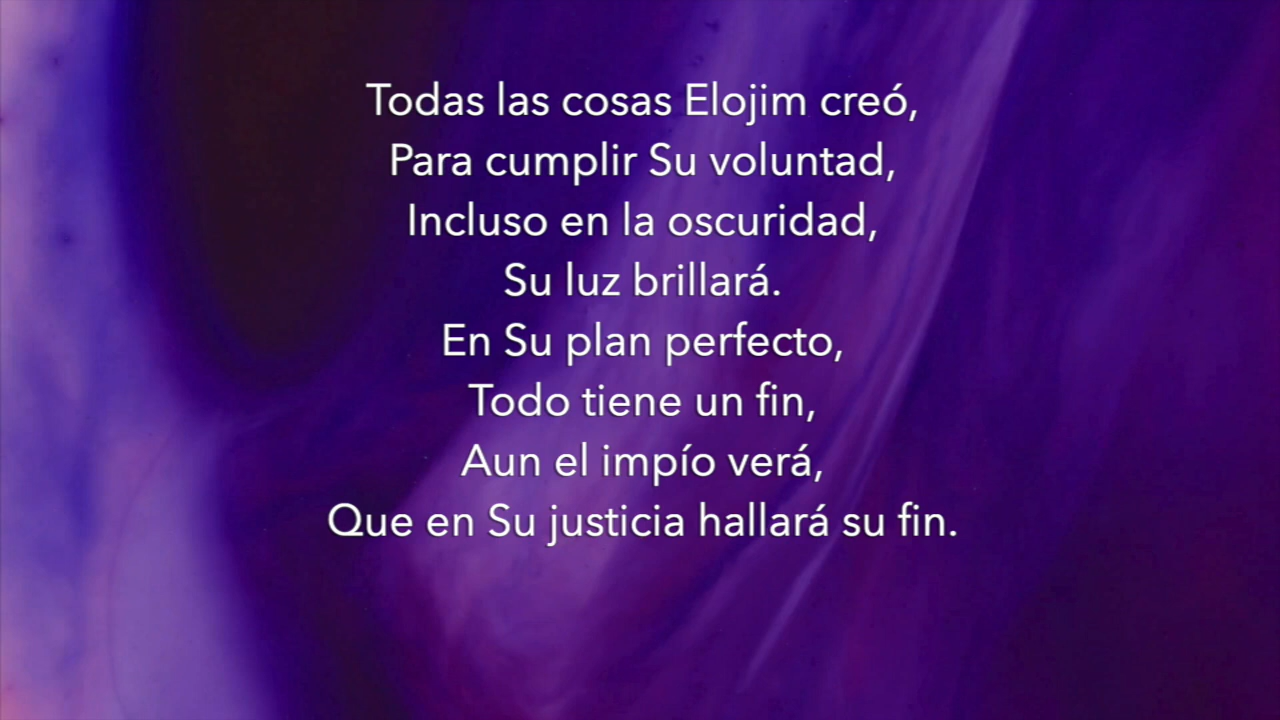 Todas las cosas Elojim creó,
Para cumplir Su voluntad,
Incluso en la oscuridad,
Su luz brillará.
En Su plan perfecto,
Todo tiene un fin,
Aun el impío verá,
Que en Su justicia hallará su fin.